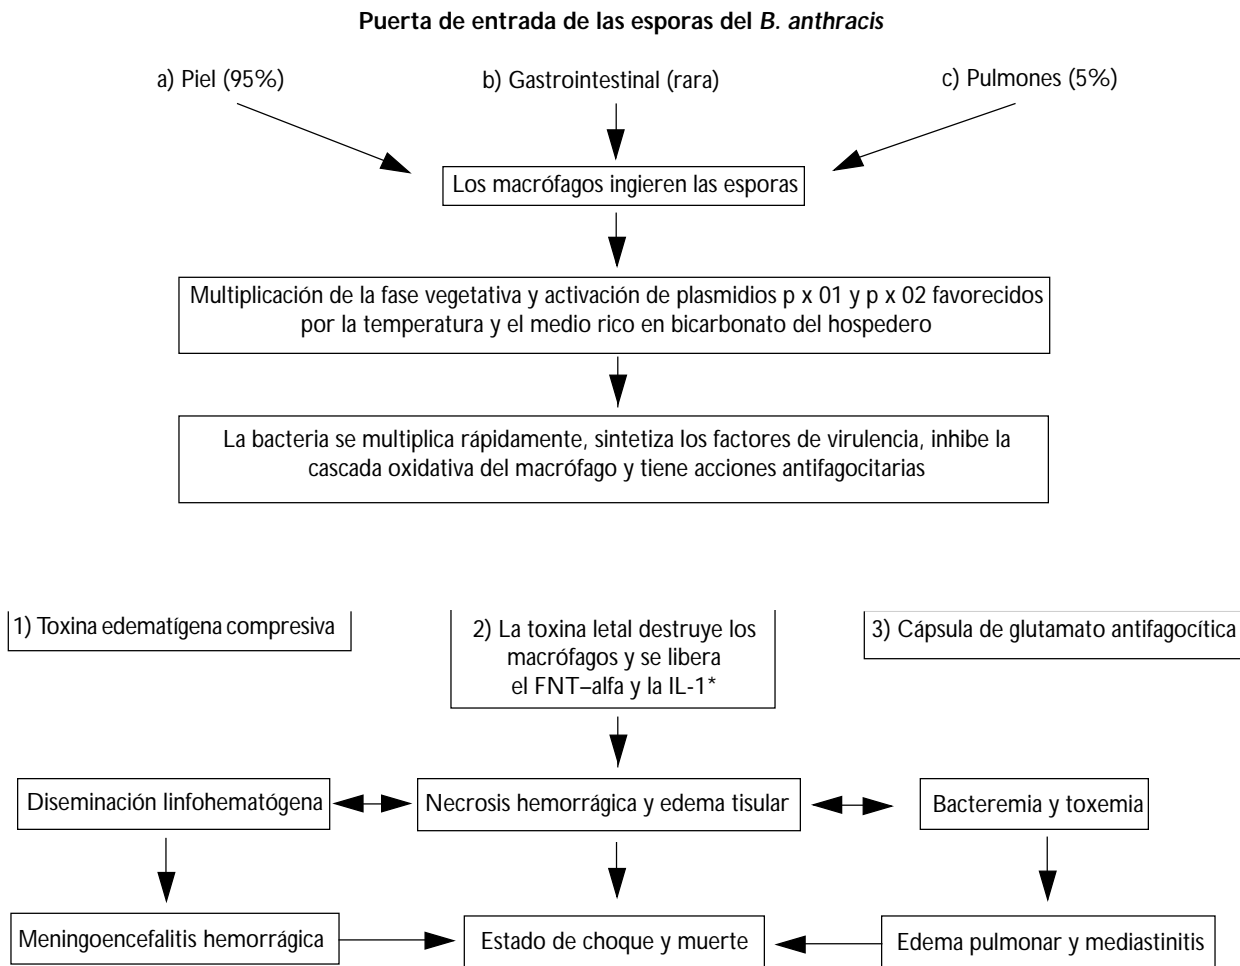 Puerta de entrada de las esporas del B. anthracis
a) Piel (95%)
b) Gastrointestinal (rara)
c) Pulmones (5%)
Los macrófagos ingieren las esporas
Multiplicación de la fase vegetativa y activación de plasmidios p x 01 y p x 02 favorecidos
por la temperatura y el medio rico en bicarbonato del hospedero
La bacteria se multiplica rápidamente, sintetiza los factores de virulencia, inhibe la
cascada oxidativa del macrófago y tiene acciones antifagocitarias
1) Toxina edematígena compresiva
2) La toxina letal destruye los
macrófagos y se libera
el FNT–alfa y la IL-1*
3) Cápsula de glutamato antifagocítica
Diseminación linfohematógena
Necrosis hemorrágica y edema tisular
Bacteremia y toxemia
Meningoencefalitis hemorrágica
Estado de choque y muerte
Edema pulmonar y mediastinitis